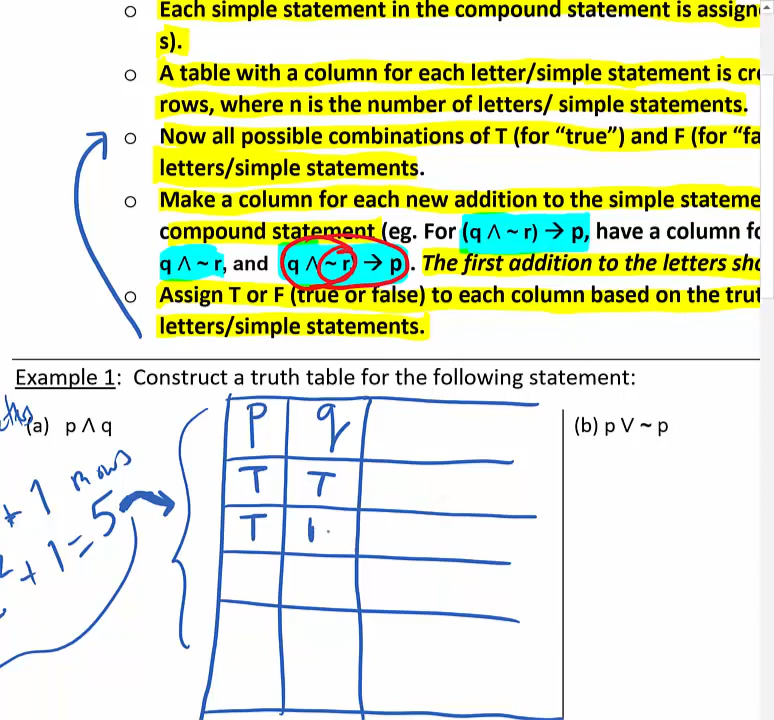 Each simple statement in the compound statement is assign
s).
A table with a column for each letter/simple statement is cr
rows, where n is the number of letters/ simple statements.
Now all possible combinations of T (for “true”) and F (for “fa
letters/simple statements.
Make a column for each new addition to the simple stateme
compound statement (eg. For (q Λ ~ r) → p, have a column fo
q Λ ~ r, and (q Λ ~ r) → p). The first addition to the letters sho
Assign T or F (true or false) to each column based on the trut
letters/simple statements.
Example 1: Construct a truth table for the following statement:
(a) p Λ q
(b) p V ~ p
p q
T T
T
+ 1 rows
2 + 1 = 5